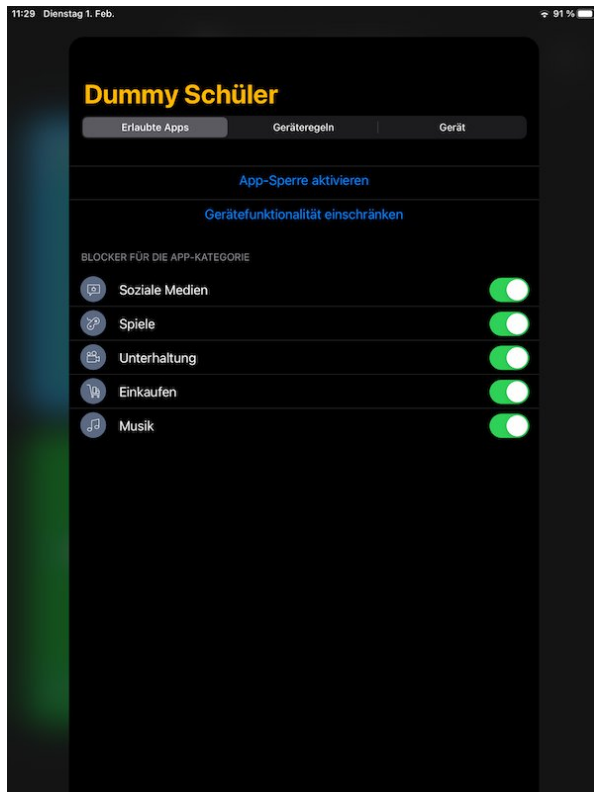 11:29 Dienstag 1. Feb.
91 %
Dummy Schüler
Erlaubte Apps
Geräteregeln
Gerät
App-Sperre aktivieren
Gerätefunktionalität einschränken
BLOCKER FÜR DIE APP-KATEGORIE
Soziale Medien
Spiele
Unterhaltung
Einkaufen
Musik